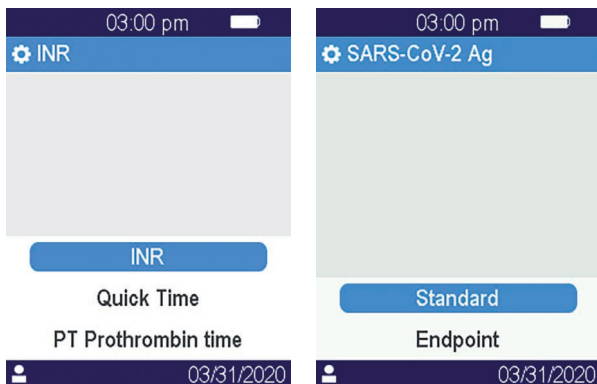 03:00 pm
INR
INR
Quick Time
PT Prothrombin time
03/31/2020
03:00 pm
SARS-CoV-2 Ag
Standard
Endpoint
03/31/2020